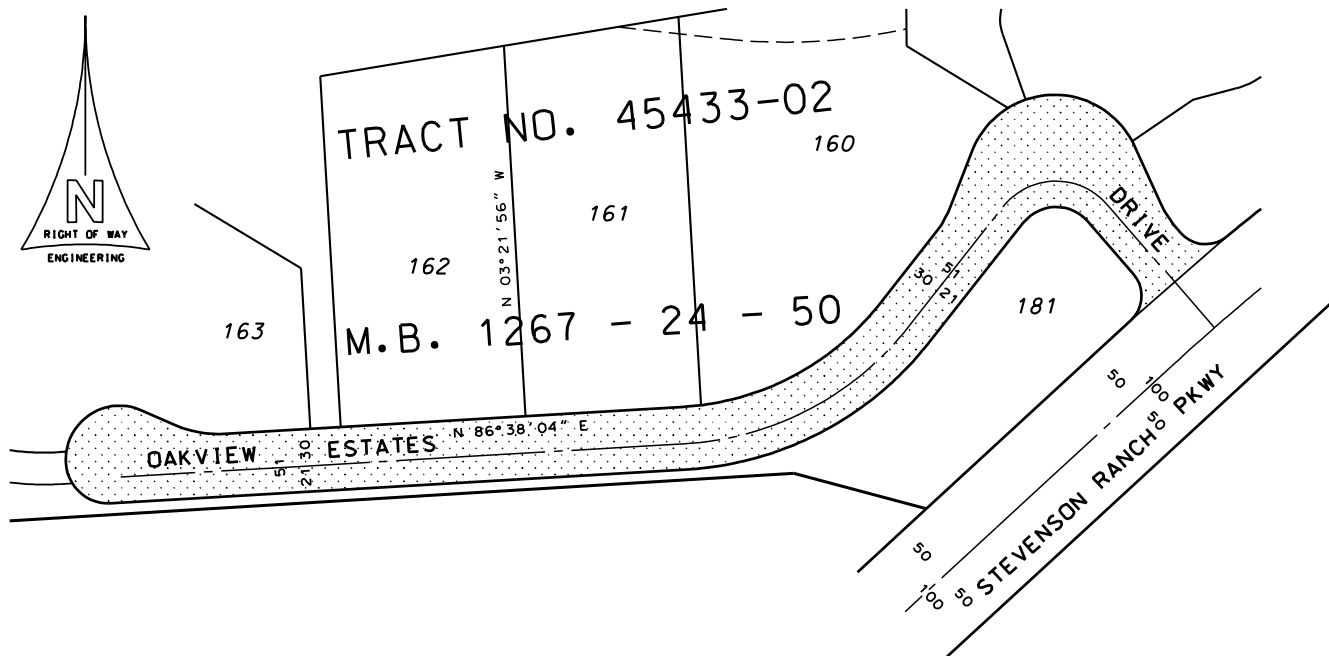 TRACT NO. 45433-02
160
N 03°21'56" W
161
N
RIGHT OF WAY
ENGINEERING
DRIVE
162
30 51
21
181
163
M.B. 1267 - 24 - 50
50
100
50
STEVENSON RANCH PKWY
N 86°38'04" E
OAKVIEW ESTATES
51
21 30
50
100
50